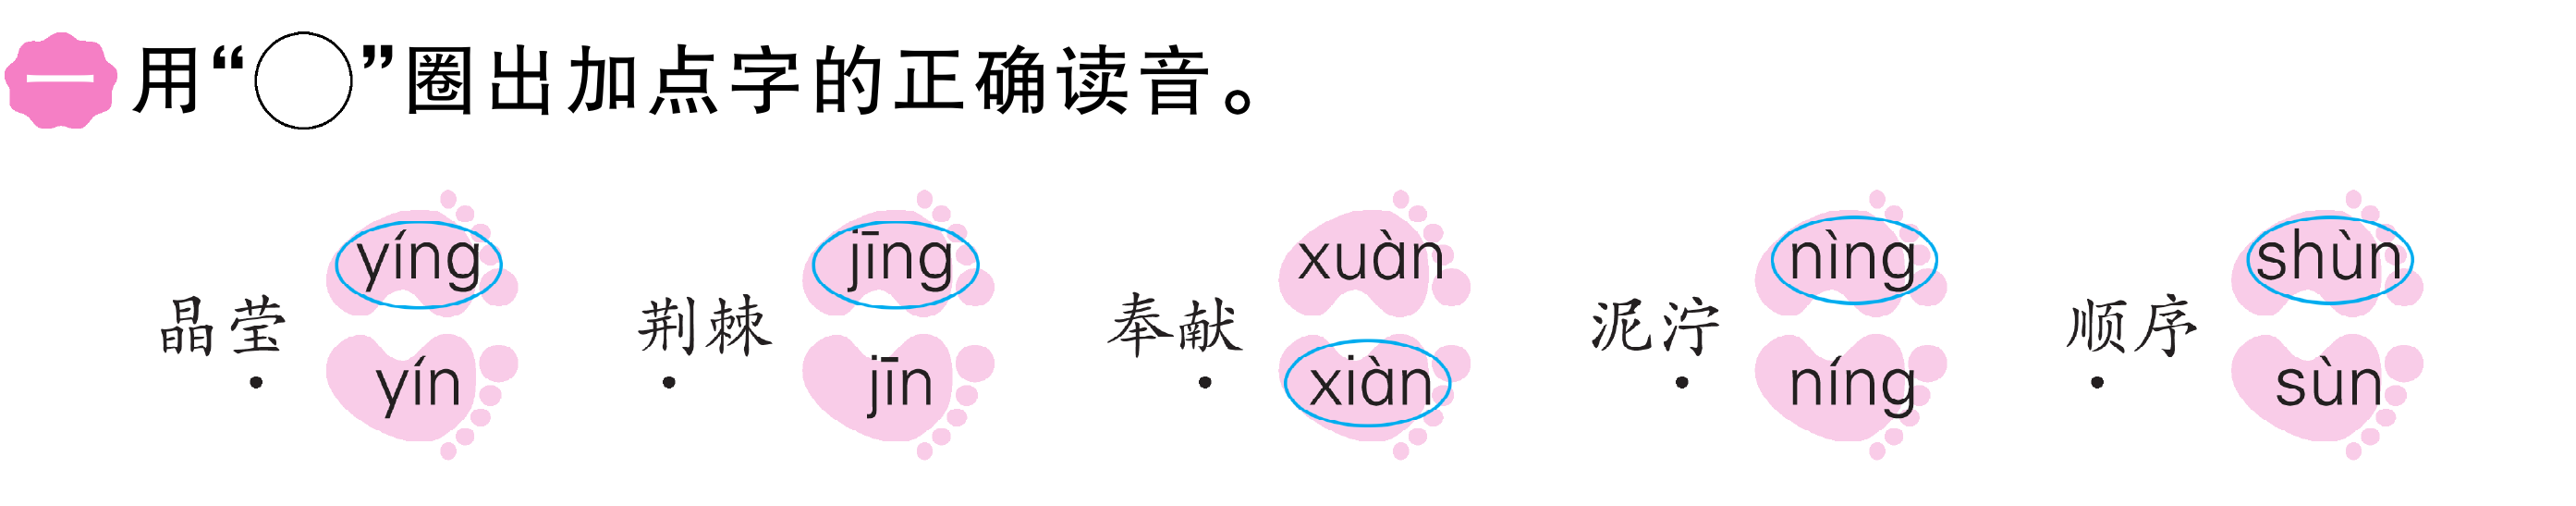 一 用“○”圈出加点字的正确读音。
yíng jīng xuàn nìng shùn
晶莹 荆棘 奉献 泥泞 顺序
yín jīn xiàn níng sùn